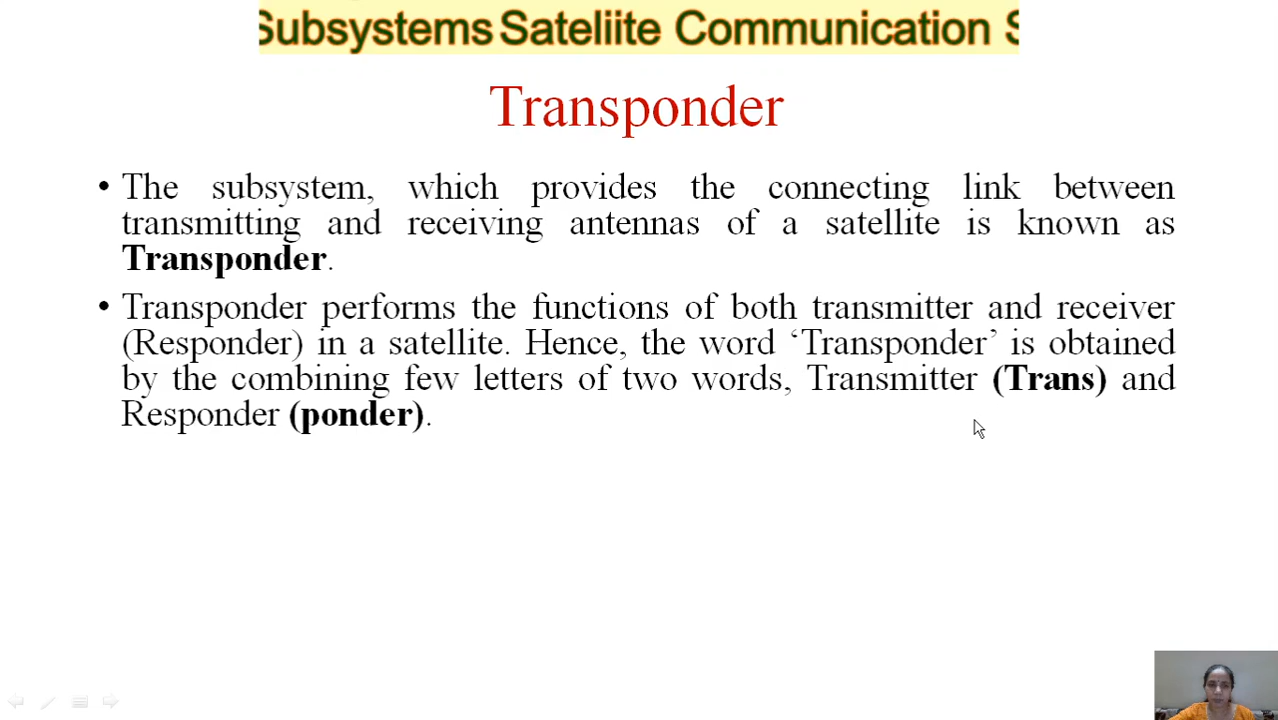 Subsystems Sateliite Communication S
Transponder
• The subsystem, which provides the connecting link between
transmitting and receiving antennas of a satellite is known as
Transponder.
• Transponder performs the functions of both transmitter and receiver
(Responder) in a satellite. Hence, the word ‘Transponder’ is obtained
by the combining few letters of two words, Transmitter (Trans) and
Responder (ponder).